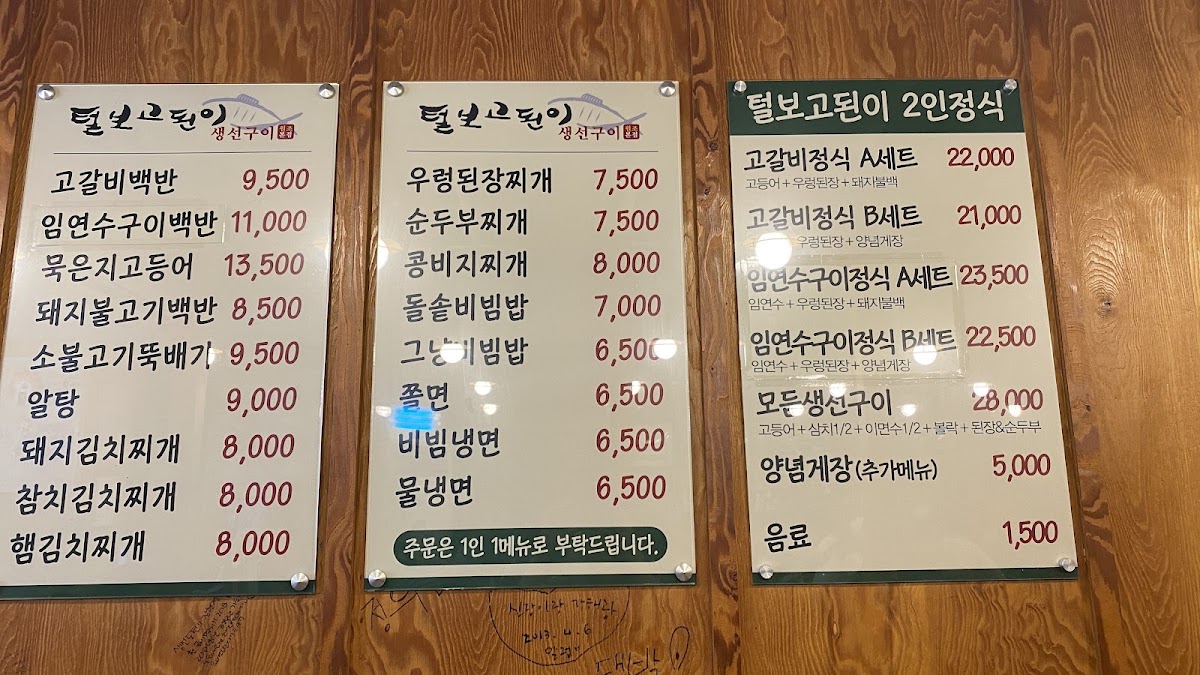 털보고된이
생선구이
원조
본점
고갈비백반 9,500
임연수구이백반 11,000
묵은지고등어 13,500
돼지불고기백반 8,500
소불고기뚝배기 9,500
알탕 9,000
돼지김치찌개 8,000
참치김치찌개 8,000
햄김치찌개 8,000
털보고된이
생선구이
원조
본점
우렁된장찌개 7,500
순두부찌개 7,500
콩비지찌개 8,000
돌솥비빔밥 7,000
그냥비빔밥 6,500
쫄면 6,500
비빔냉면 6,500
물냉면 6,500
주문은 1인 1메뉴로 부탁드립니다.
털보고된이 2인정식
고갈비정식 A세트 22,000
고등어 + 우렁된장 + 돼지불백
고갈비정식 B세트 21,000
우렁된장 + 양념게장
임연수구이정식 A세트 23,500
임연수 + 우렁된장 + 돼지불백
임연수구이정식 B세트 22,500
임연수 + 우렁된장 + 양념게장
모든생선구이 28,000
고등어 + 삼치1/2 + 이면수1/2 + 볼락 + 된장&순두부
양념게장(추가메뉴) 5,000
음료 1,500
2013. 4. 6